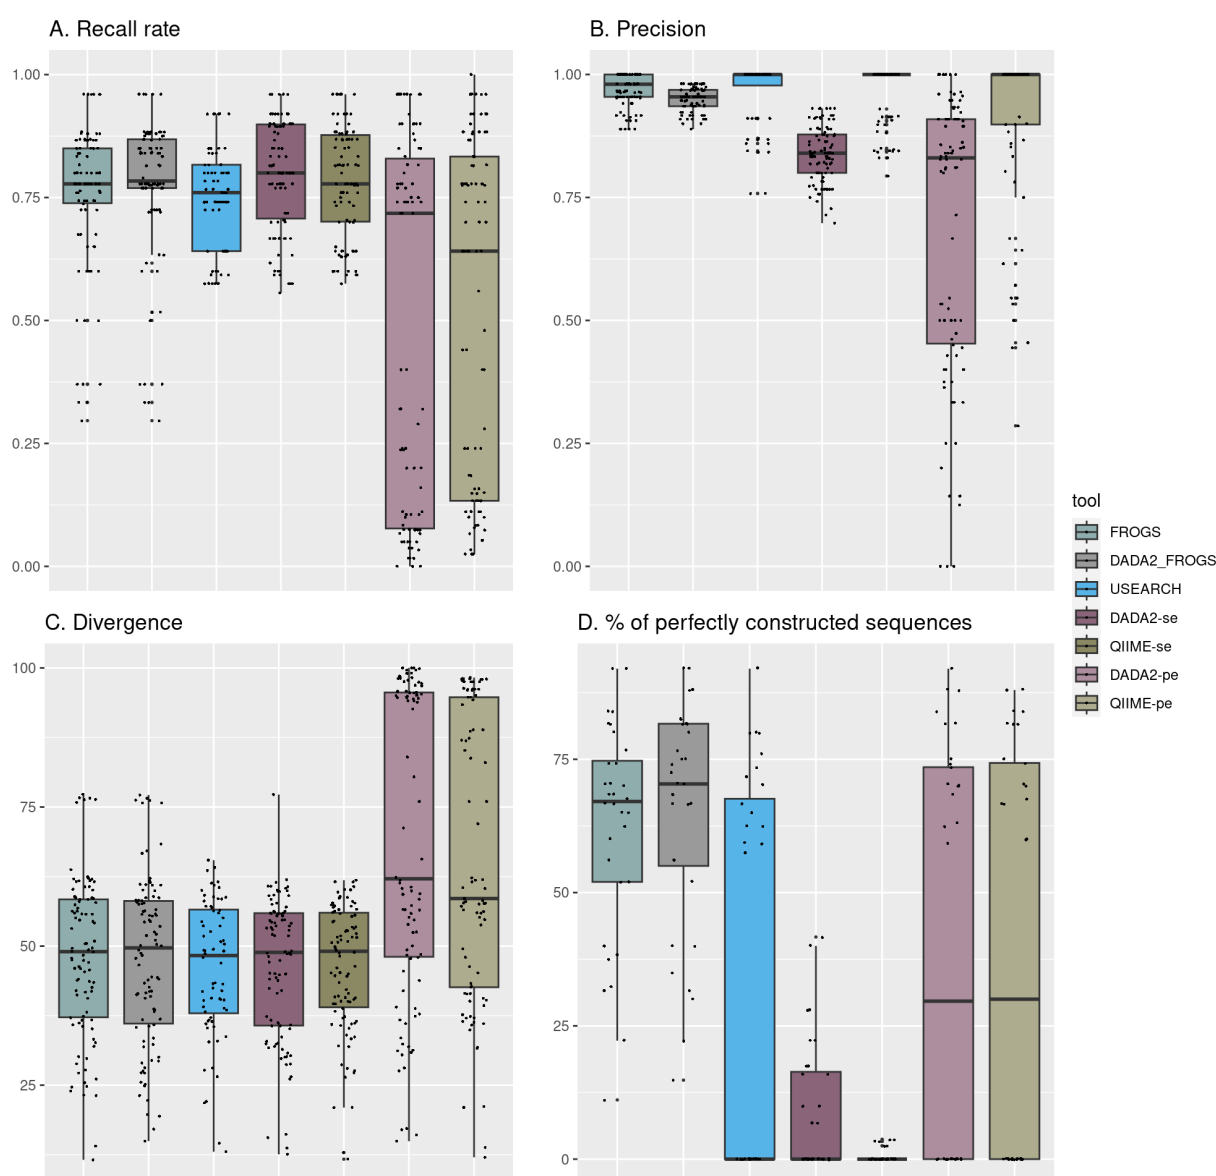 A. Recall rate
1.00
0.75
0.50
0.25
0.00
B. Precision
1.00
0.75
0.50
0.25
0.00
C. Divergence
100
75
50
25
D. % of perfectly constructed sequences
75
50
25
0
tool
FROGS
DADA2_FROGS
USEARCH
DADA2-se
QIIME-se
DADA2-pe
QIIME-pe